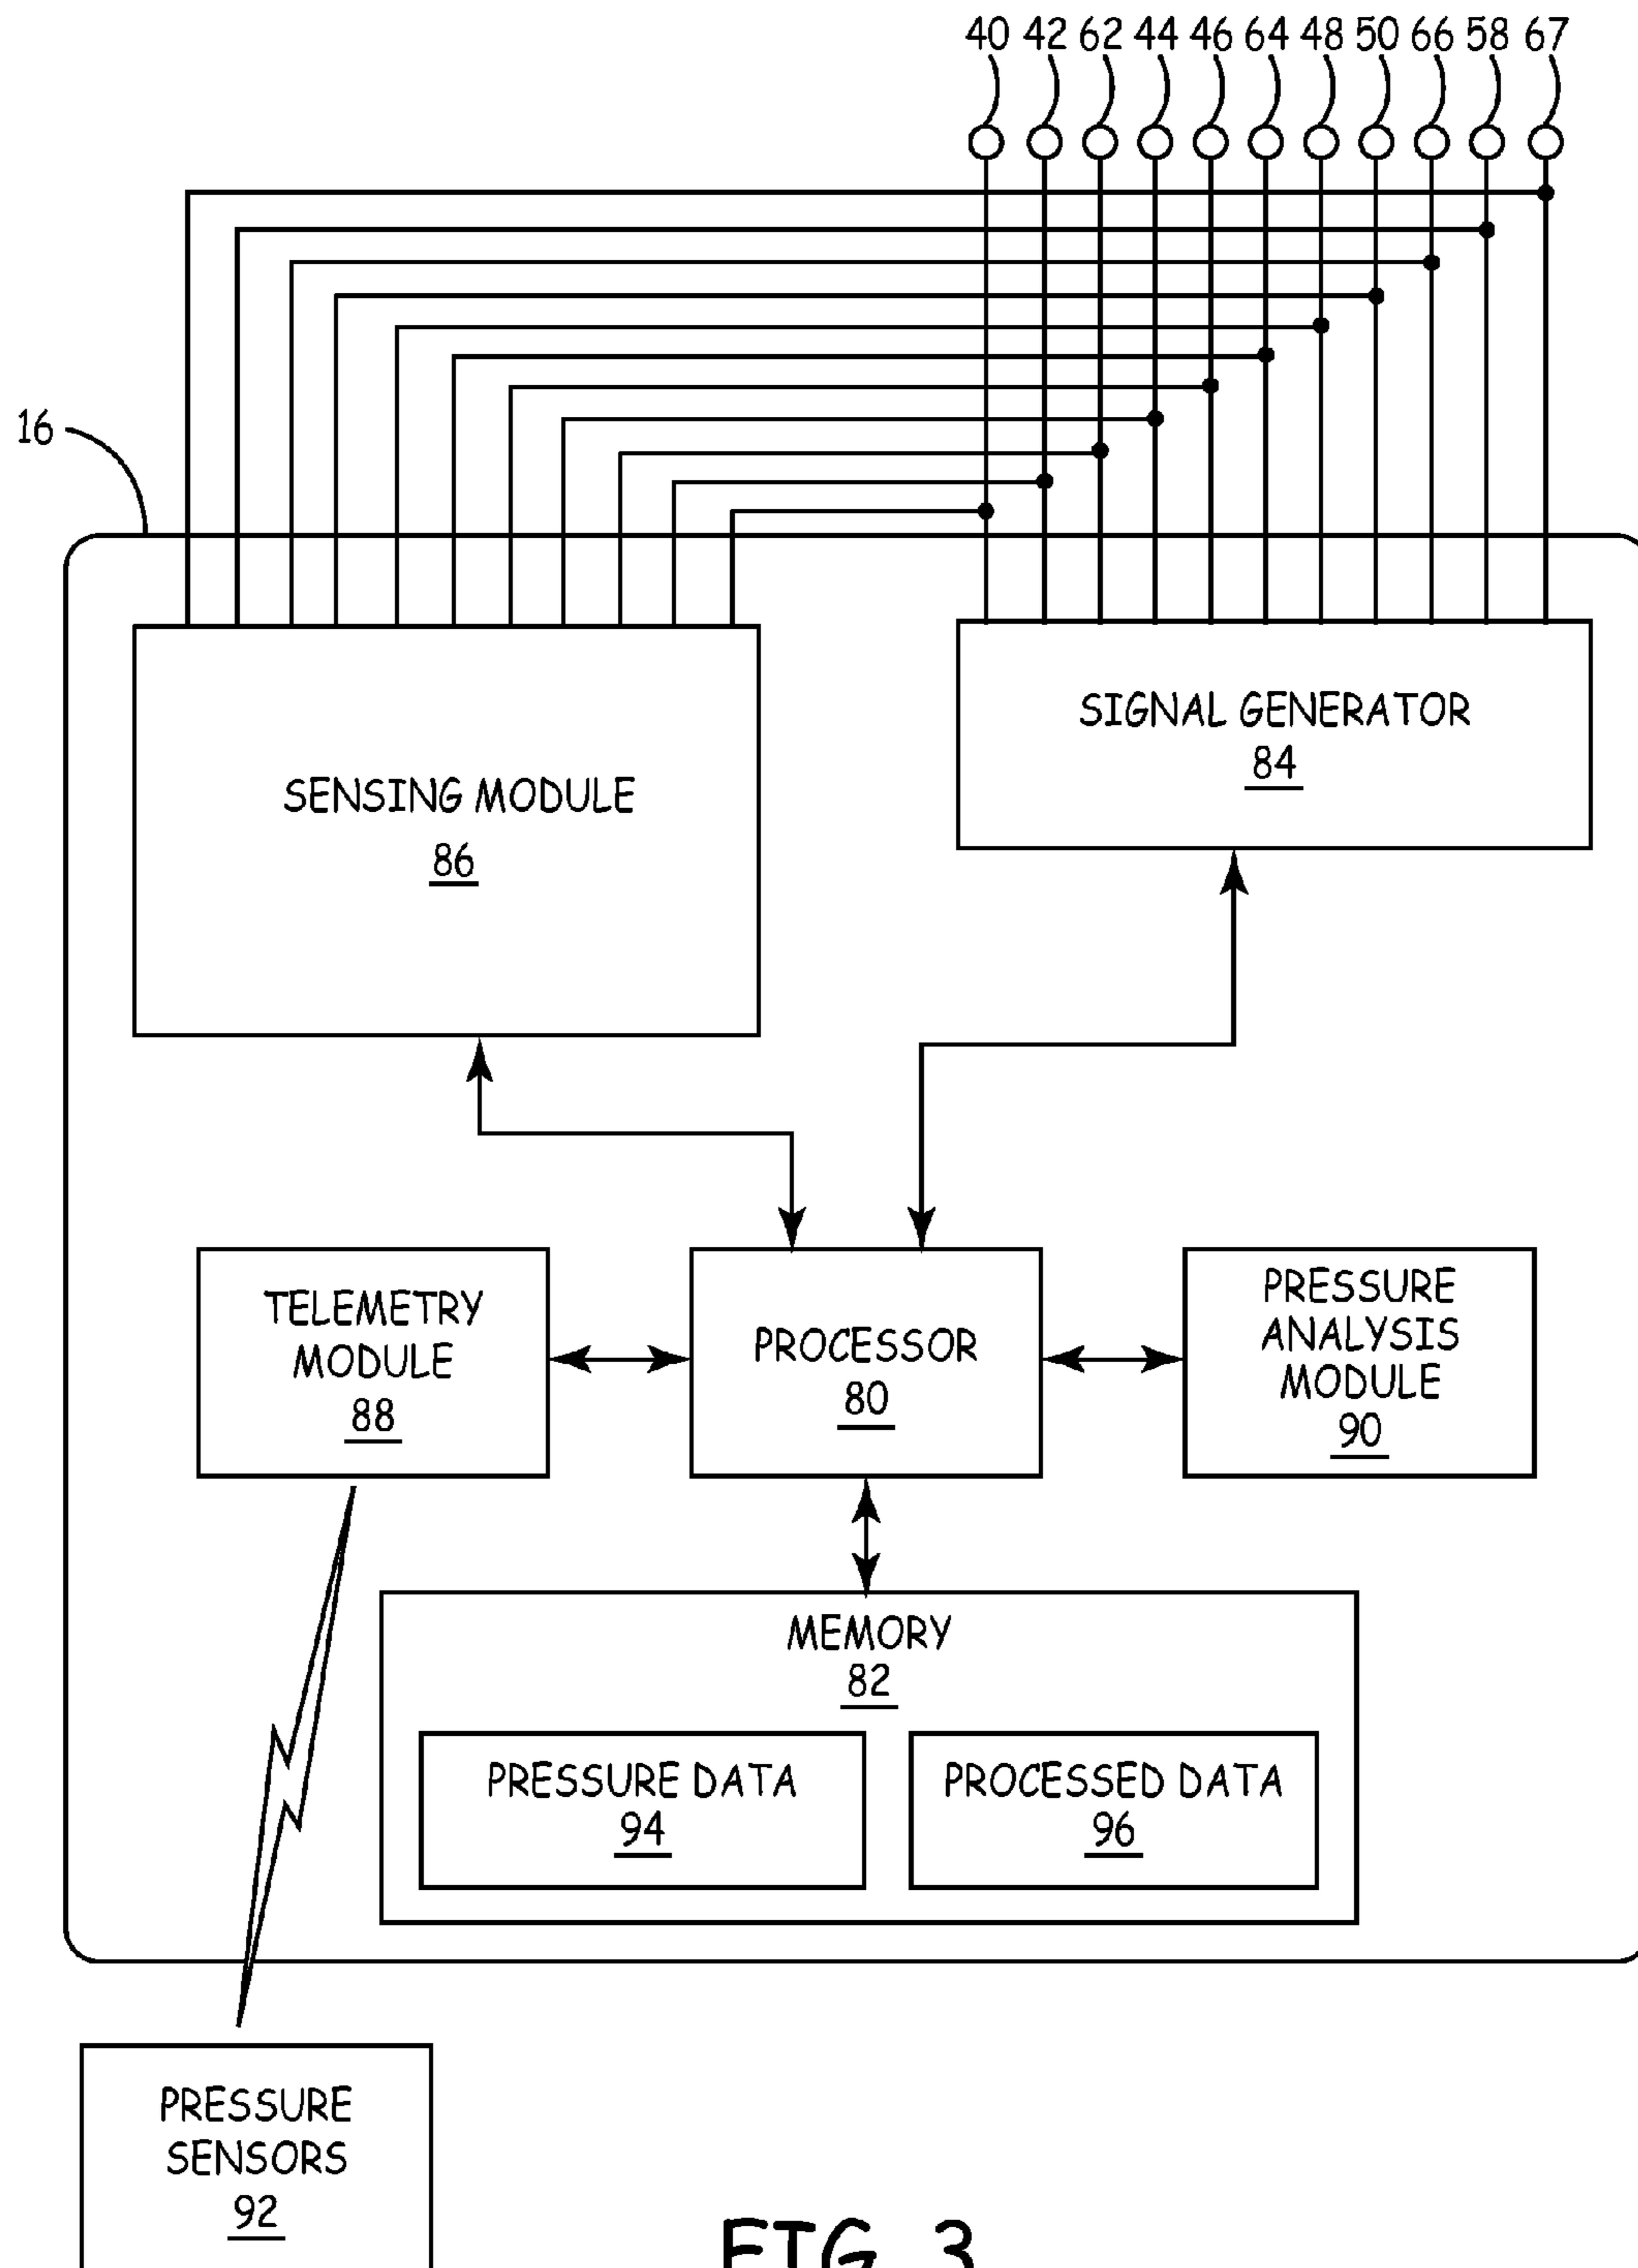 40 42 62 44 46 64 48 50 66 58 67
16
SENSING MODULE
86
SIGNAL GENERATOR
84
TELEMETRY
MODULE
88
PROCESSOR
80
PRESSURE
ANALYSIS
MODULE
90
MEMORY
82
PRESSURE DATA
94
PROCESSED DATA
96
PRESSURE
SENSORS
92
FIG. 3